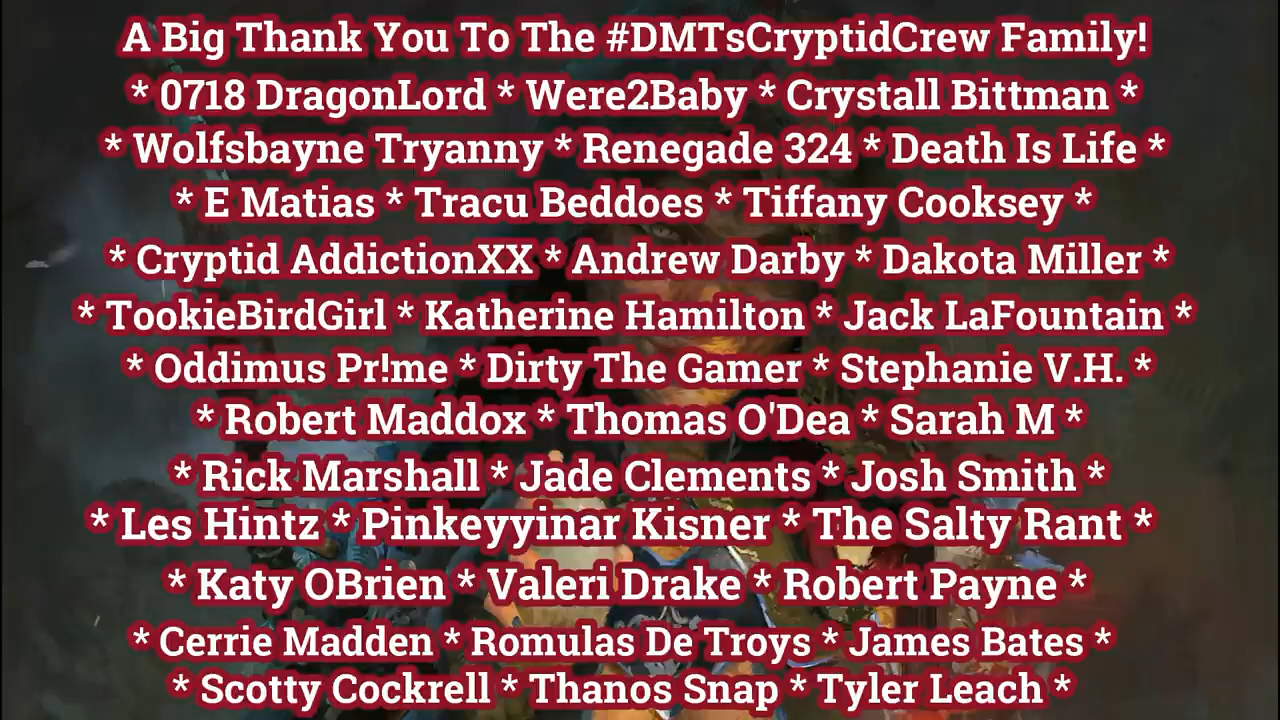 A Big Thank You To The #DMTsCryptidCrew Family!
* 0718 DragonLord * Were2Baby * Crystall Bittman *
* Wolfsbayne Tryanny * Renegade 324 * Death Is Life *
* E Matias * Tracu Beddoes * Tiffany Cooksey *
* Cryptid AddictionXX * Andrew Darby * Dakota Miller *
* TookieBirdGirl * Katherine Hamilton * Jack LaFountain *
* Oddimus Pr!me * Dirty The Gamer * Stephanie V.H. *
* Robert Maddox * Thomas O'Dea * Sarah M *
* Rick Marshall * Jade Clements * Josh Smith *
* Les Hintz * Pinkeyyinar Kisner * The Salty Rant *
* Katy OBrien * Valeri Drake * Robert Payne *
* Cerrie Madden * Romulas De Troys * James Bates *
* Scotty Cockrell * Thanos Snap * Tyler Leach *